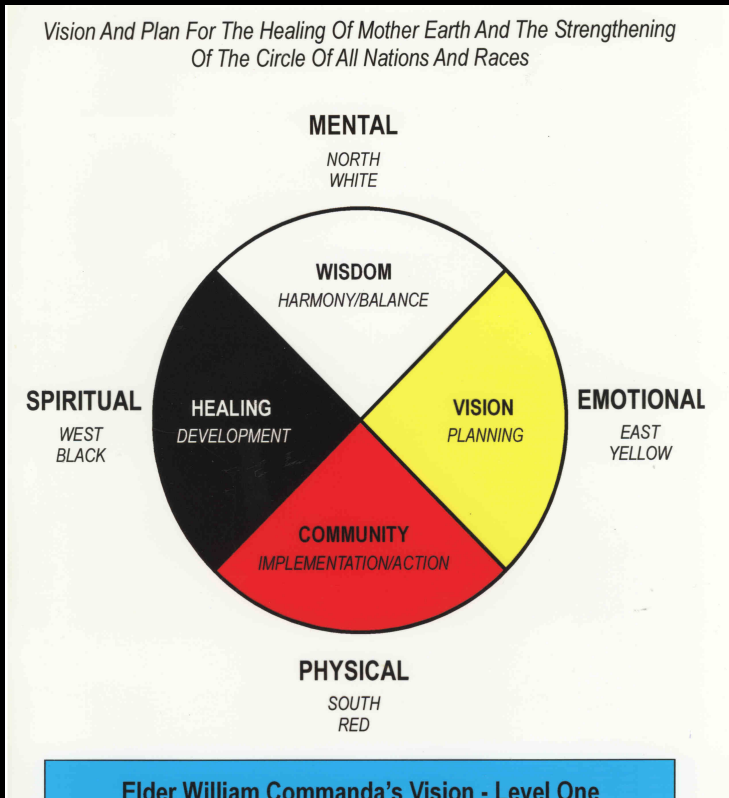 Vision And Plan For The Healing Of Mother Earth And The Strengthening
Of The Circle Of All Nations And Races
MENTAL
NORTH
WHITE
WISDOM
HARMONY/BALANCE
SPIRITUAL
WEST
BLACK
HEALING
DEVELOPMENT
VISION
PLANNING
EMOTIONAL
EAST
YELLOW
COMMUNITY
IMPLEMENTATION/ACTION
PHYSICAL
SOUTH
RED
Elder William Commanda's Vision - Level One